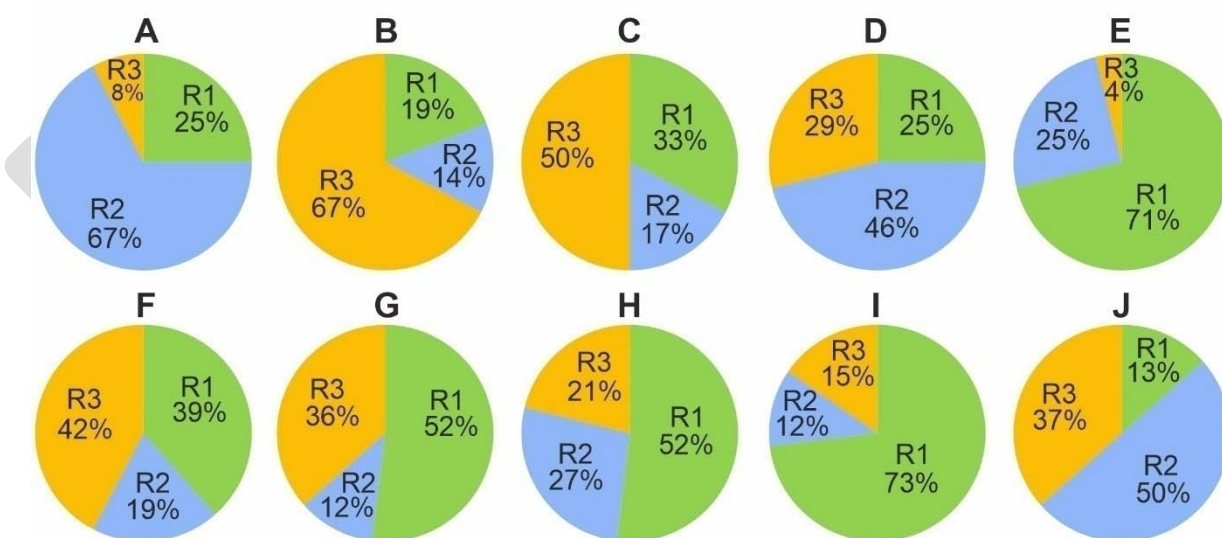 A
B
C
D
E
R3
8%
R1
25%
R2
67%
R1
19%
R2
14%
R3
67%
R3
50%
R1
33%
R2
17%
R3
29%
R1
25%
R2
46%
R3
4%
R2
25%
R1
71%
F
G
H
I
J
R3
42%
R1
39%
R2
19%
R3
36%
R1
52%
R2
12%
R3
21%
R1
52%
R2
27%
R3
15%
R2
12%
R1
73%
R1
13%
R3
37%
R2
50%